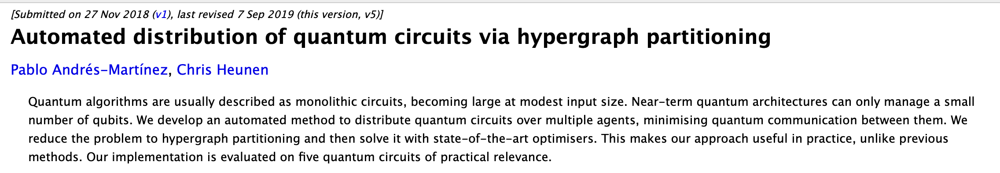 [Submitted on 27 Nov 2018 (v1), last revised 7 Sep 2019 (this version, v5)]
Automated distribution of quantum circuits via hypergraph partitioning
Pablo Andrés-Martínez, Chris Heunen
Quantum algorithms are usually described as monolithic circuits, becoming large at modest input size. Near-term quantum architectures can only manage a small
number of qubits. We develop an automated method to distribute quantum circuits over multiple agents, minimising quantum communication between them. We
reduce the problem to hypergraph partitioning and then solve it with state-of-the-art optimisers. This makes our approach useful in practice, unlike previous
methods. Our implementation is evaluated on five quantum circuits of practical relevance.